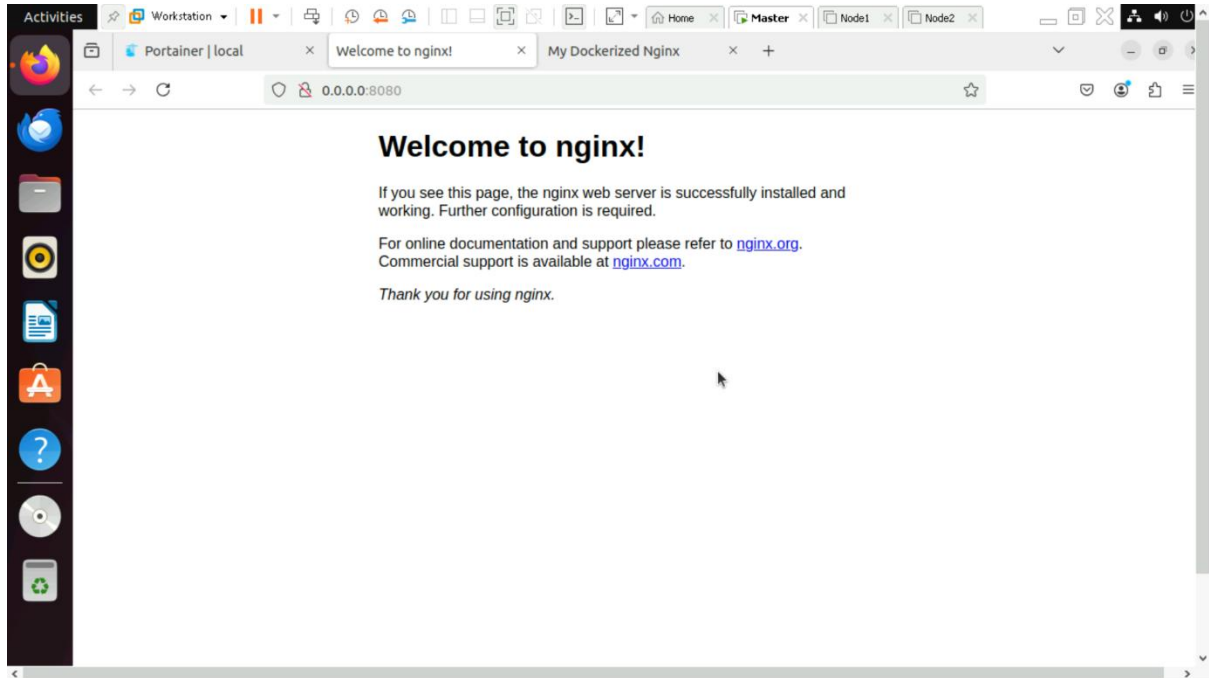 Activities Workstation Home Master Node1 Node2
Portainer | local Welcome to nginx! My Dockerized Nginx
0.0.0.0:8080
Welcome to nginx!
If you see this page, the nginx web server is successfully installed and
working. Further configuration is required.
For online documentation and support please refer to nginx.org.
Commercial support is available at nginx.com.
Thank you for using nginx.